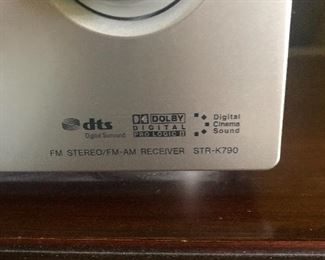 dts
Digital Surround
DOLBY
DIGITAL
PRO LOGIC II
Digital
Cinema
Sound
FM STEREO/FM-AM RECEIVER STR-K790